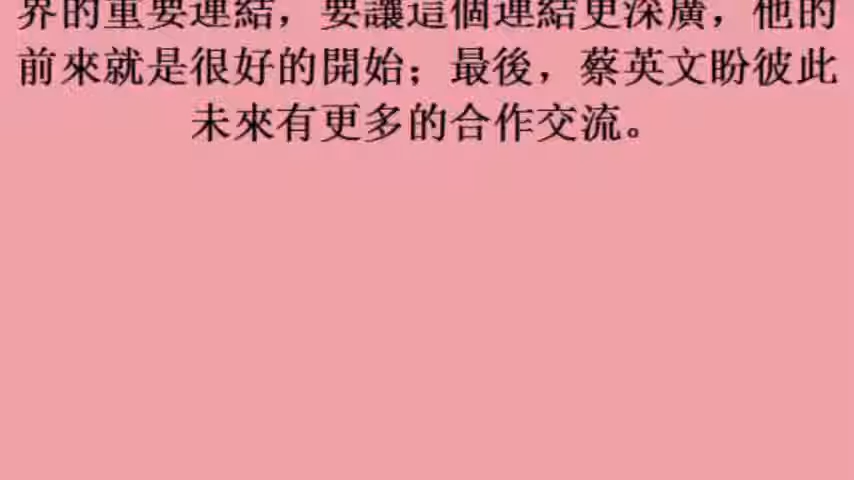 界的重要連結，要讓這個連結更深廣，他的
前來就是很好的開始；最後，蔡英文盼彼此
未來有更多的合作交流。